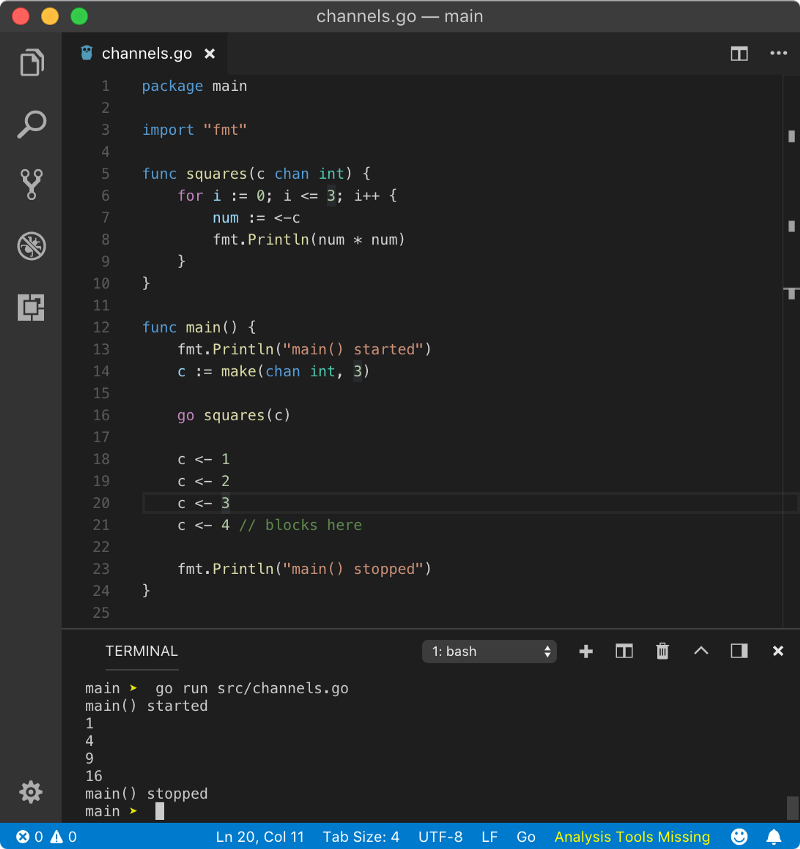 channels.go — main
channels.go
1 package main
2
3 import "fmt"
4
5 func squares(c chan int) {
6     for i := 0; i <= 3; i++ {
7         num := <-c
8         fmt.Println(num * num)
9     }
10 }
11
12 func main() {
13     fmt.Println("main() started")
14     c := make(chan int, 3)
15
16     go squares(c)
17
18     c <- 1
19     c <- 2
20     c <- 3
21     c <- 4 // blocks here
22
23     fmt.Println("main() stopped")
24 }
25
TERMINAL 1: bash
main ➤ go run src/channels.go
main() started
1
4
9
16
main() stopped
main ➤
0 0 Ln 20, Col 11 Tab Size: 4 UTF-8 LF Go Analysis Tools Missing